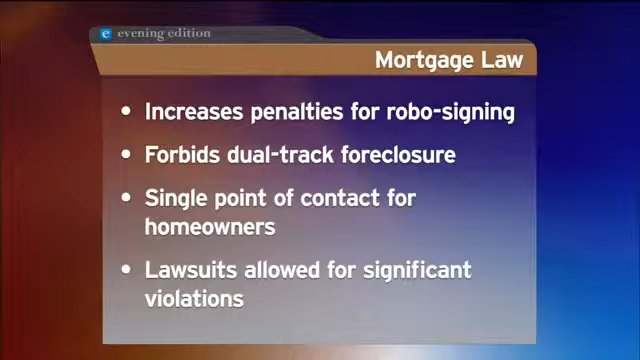 e evening edition
Mortgage Law
• Increases penalties for robo-signing
• Forbids dual-track foreclosure
• Single point of contact for
homeowners
• Lawsuits allowed for significant
violations